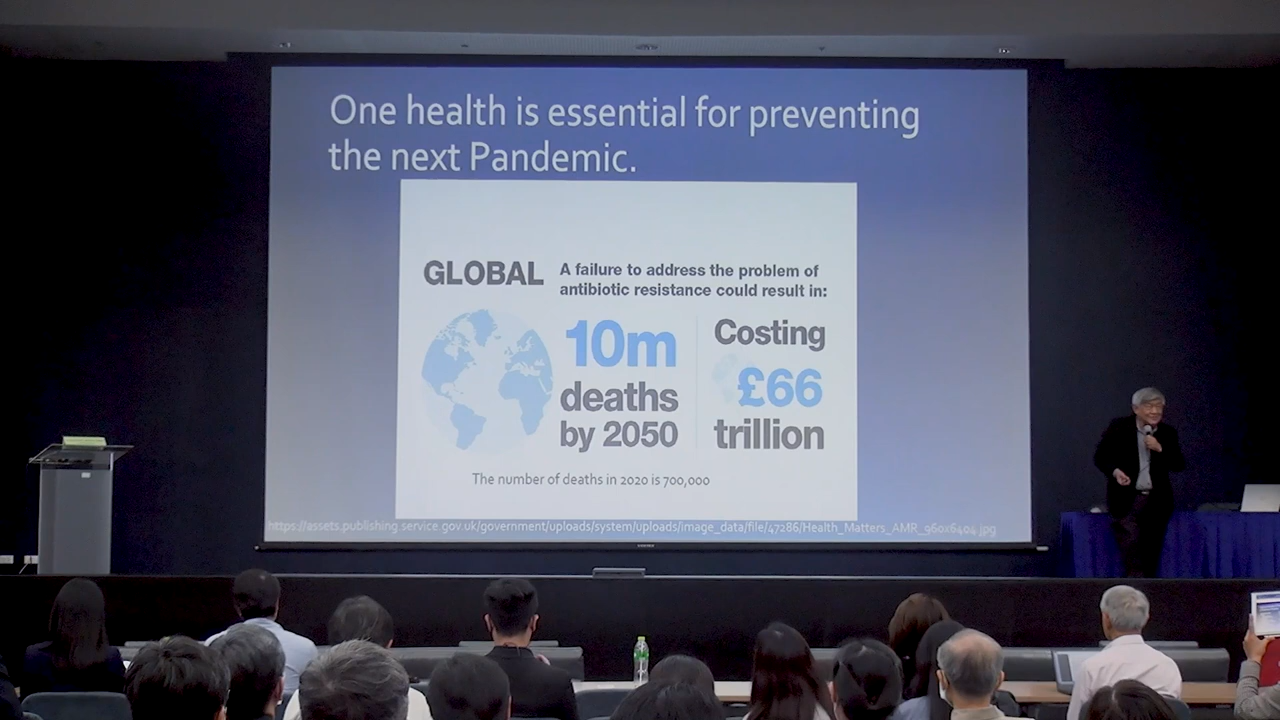 One health is essential for preventing
the next Pandemic.
GLOBAL
A failure to address the problem of
antibiotic resistance could result in:
10m
deaths
by 2050
Costing
£66
trillion
The number of deaths in 2020 is 700,000
https://assets.publishing.service.gov.uk/government/uploads/system/uploads/image_data/file/47286/Health_Matters_AMR_960x6404.jpg